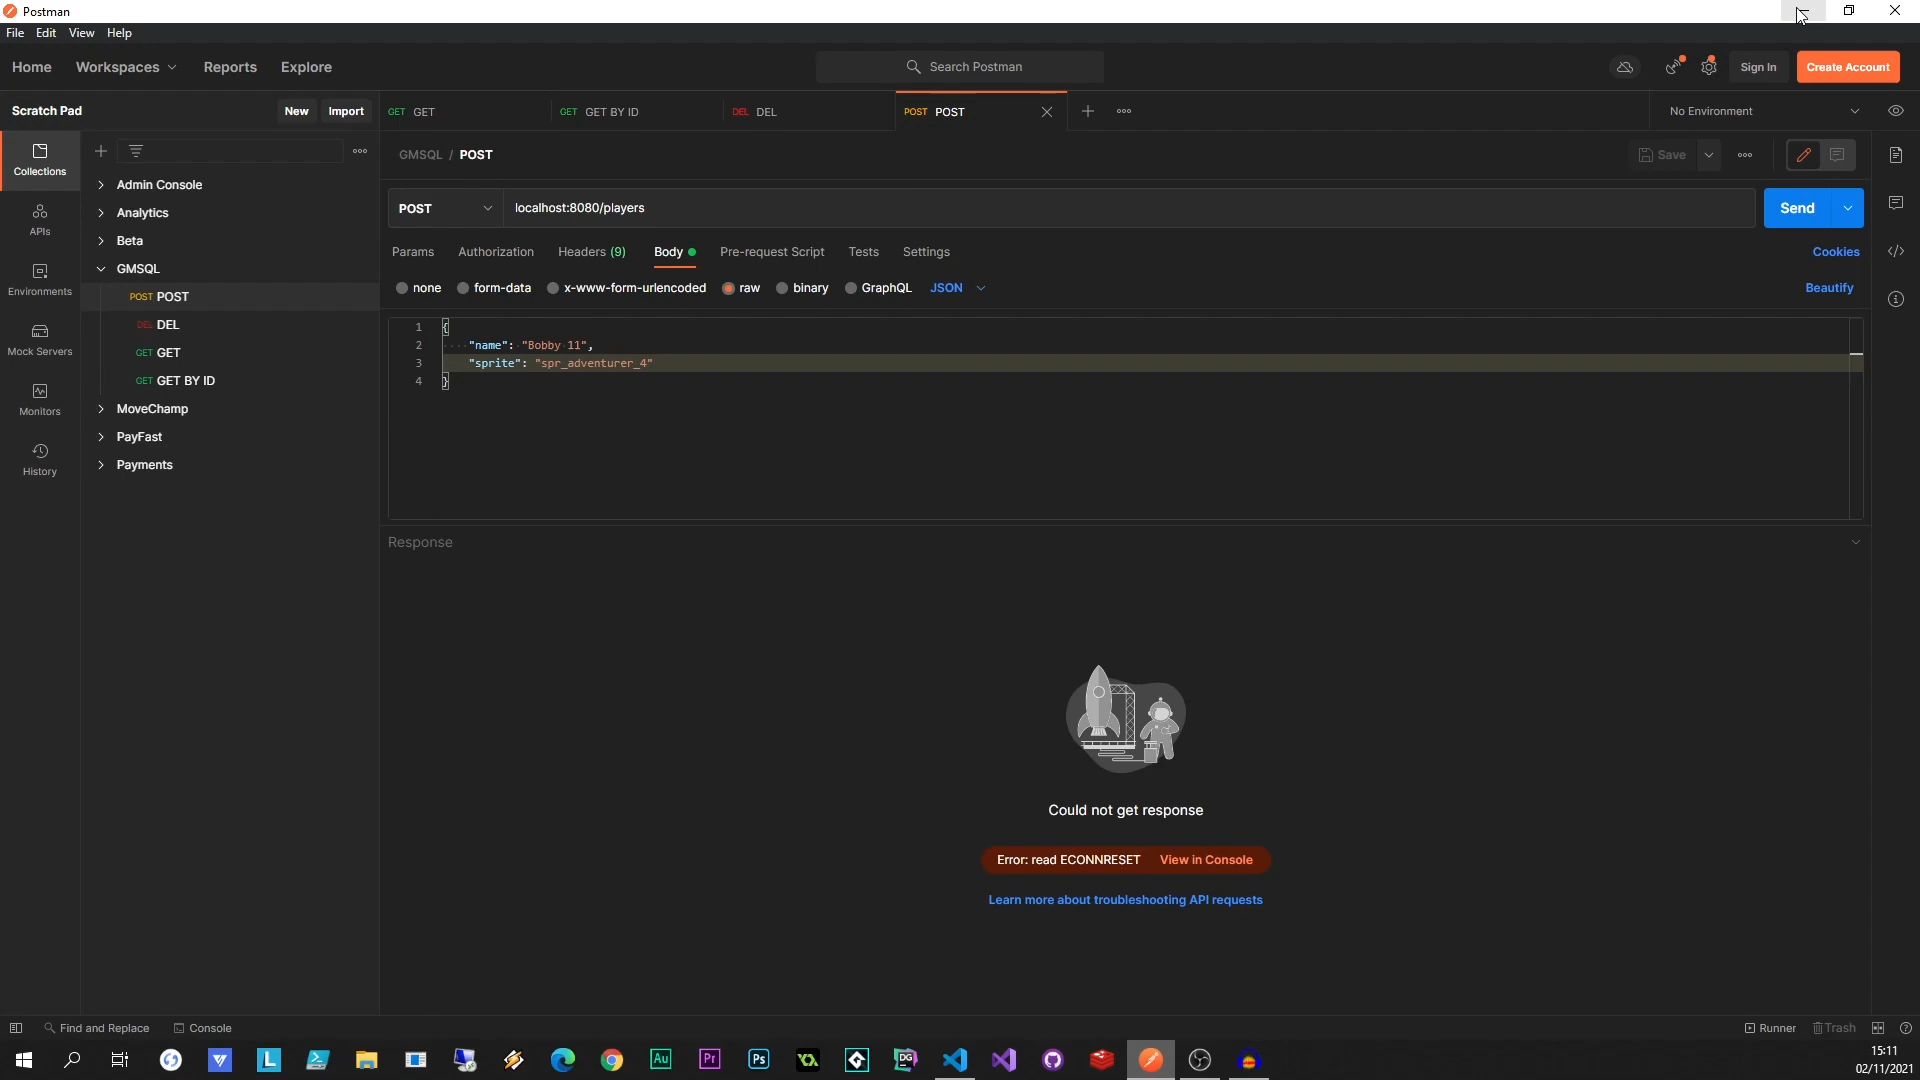 Postman
File Edit View Help
Home Workspaces Reports Explore
Search Postman
Sign In Create Account
Scratch Pad New Import
GET GET
GET GET BY ID
DEL DEL
POST POST
No Environment
Collections
APIs
Environments
Mock Servers
Monitors
History
Admin Console
Analytics
Beta
GMSQL
POST POST
DEL DEL
GET GET
GET GET BY ID
MoveChamp
PayFast
Payments
GMSQL / POST
Save
POST localhost:8080/players Send
Params Authorization Headers (9) Body Pre-request Script Tests Settings Cookies
none form-data x-www-form-urlencoded raw binary GraphQL JSON Beautify
1 {
2 "name": "Bobby 11",
3 "sprite": "spr_adventurer_4"
4 }
Response
Could not get response
Error: read ECONNRESET View in Console
Learn more about troubleshooting API requests
Find and Replace Console Runner Trash
L Au Pr Ps DG
15:11
02/11/2021